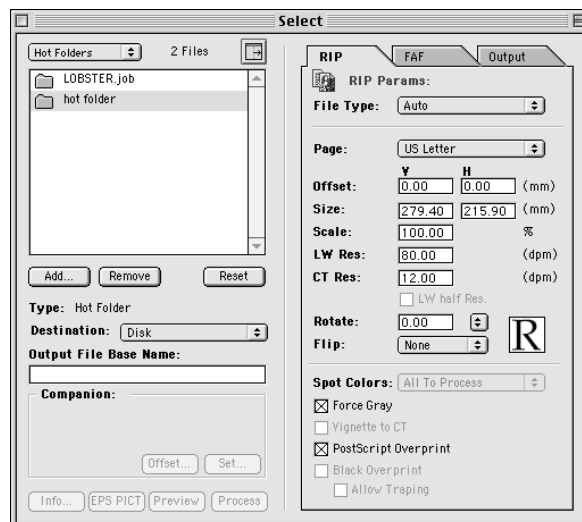 Select
Hot Folders 2 Files
LOBSTER.job
hot folder
Add... Remove Reset
Type: Hot Folder
Destination: Disk
Output File Base Name:
Companion:
Offset... Set...
Info... EPS PICT Preview Process
RIP FAF Output
RIP Params:
File Type: Auto
Page: US Letter
V H
Offset: 0.00 0.00 (mm)
Size: 279.40 215.90 (mm)
Scale: 100.00 %
LW Res: 80.00 (dpm)
CT Res: 12.00 (dpm)
LW half Res.
Rotate: 0.00
Flip: None
R
Spot Colors: All To Process
Force Gray
Vignette to CT
PostScript Overprint
Black Overprint
Allow Traping